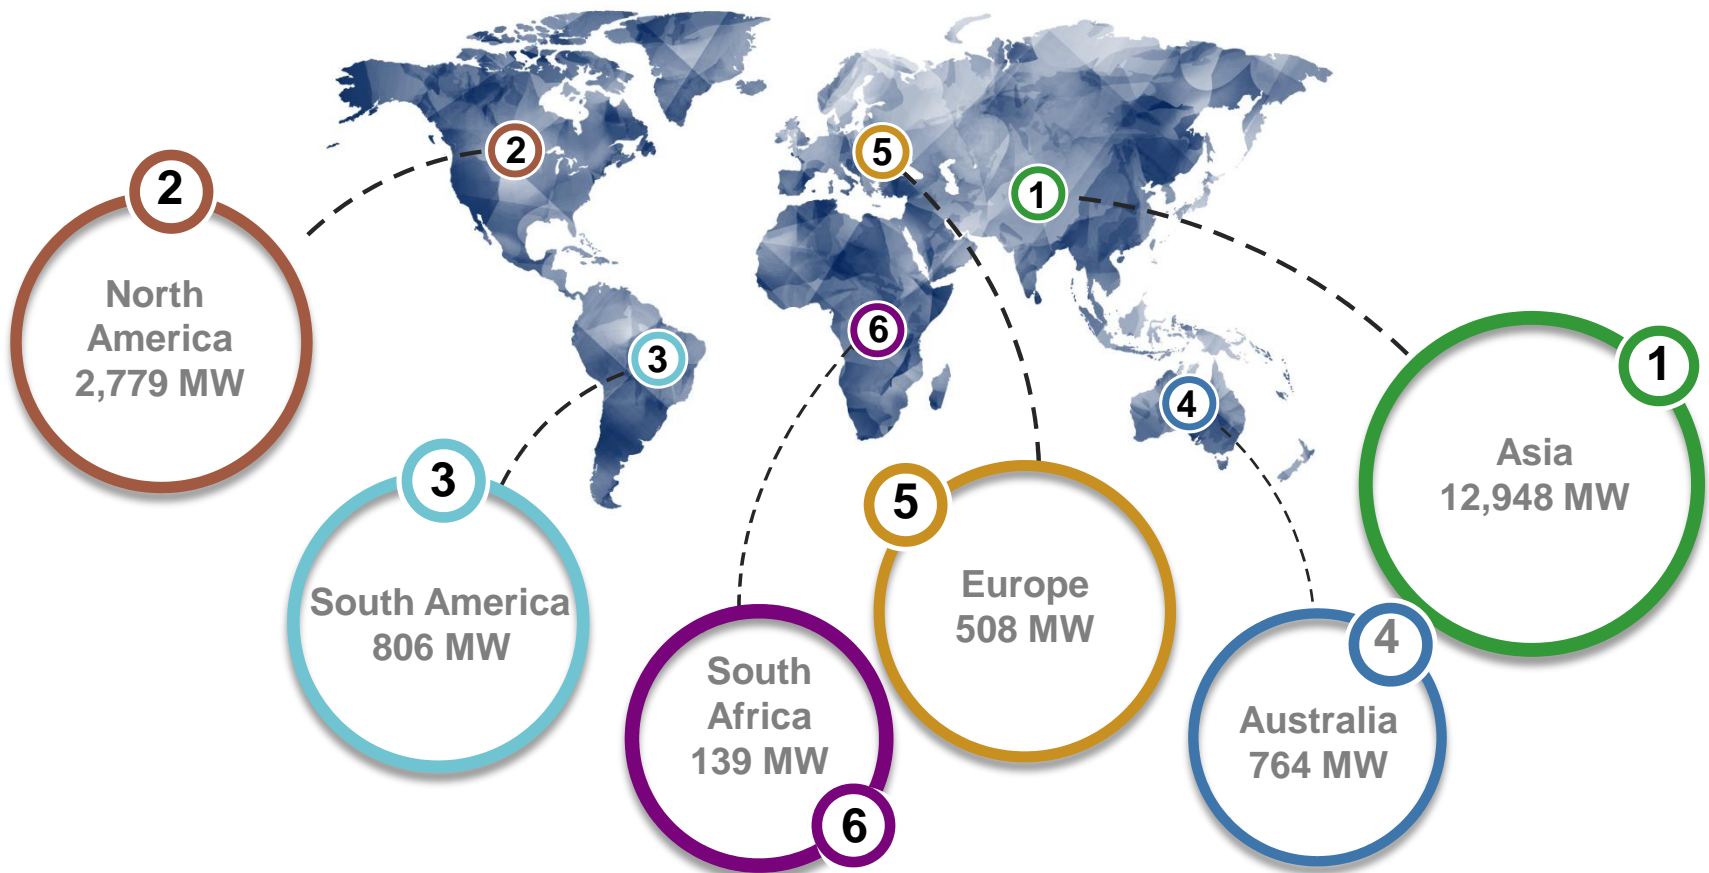 2
5
1
6
3
4
2
North
America
2,779 MW
3
South America
806 MW
6
South
Africa
139 MW
5
Europe
508 MW
4
Australia
764 MW
1
Asia
12,948 MW